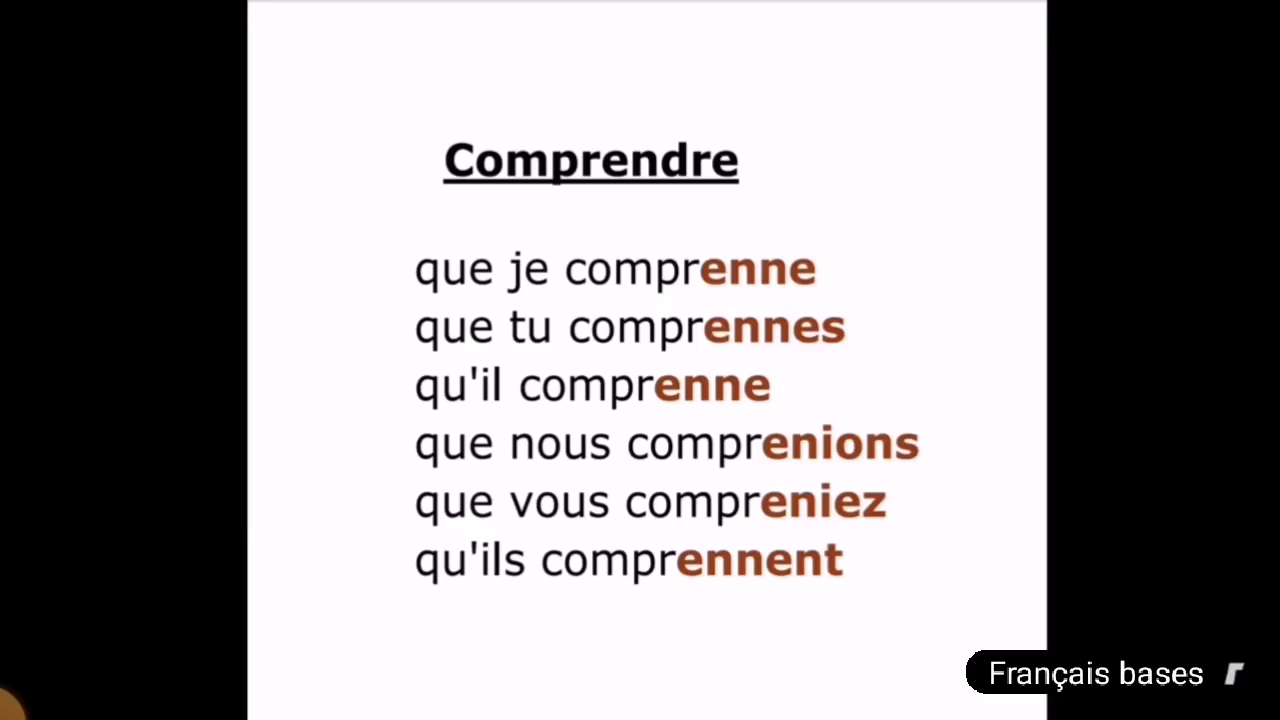 Comprendre
que je comprenne
que tu comprennes
qu'il comprenne
que nous comprenions
que vous compreniez
qu'ils comprennent
Français bases